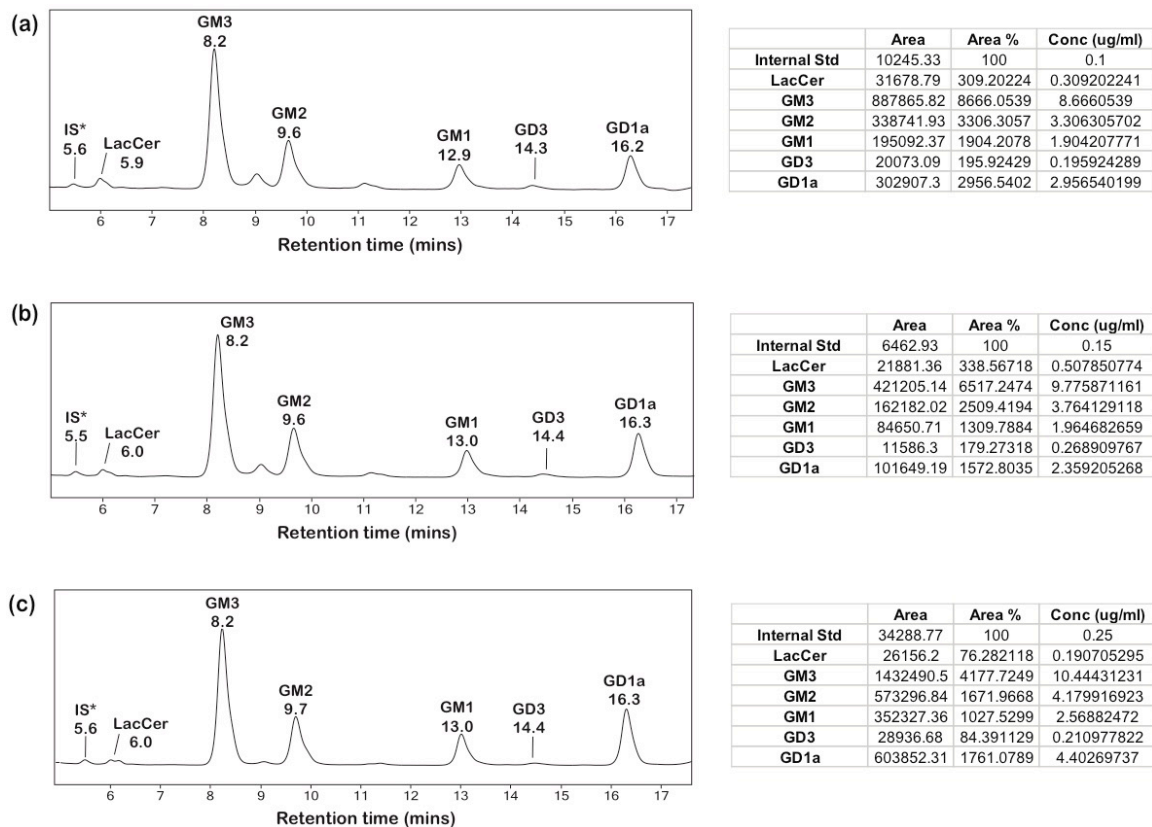 (a)
GM3
8.2
GM2
9.6
IS*
5.6
LacCer
5.9
GM1
12.9
GD3
14.3
GD1a
16.2
6 7 8 9 10 11 12 13 14 15 16 17
Retention time (mins)
Area Area % Conc (ug/ml)
Internal Std 10245.33 100 0.1
LacCer 31678.79 309.20224 0.309202241
GM3 887865.82 8666.0539 8.6660539
GM2 338741.93 3306.3057 3.306305702
GM1 195092.37 1904.2078 1.904207771
GD3 20073.09 195.92429 0.195924289
GD1a 302907.3 2956.5402 2.956540199
(b)
GM3
8.2
GM2
9.6
IS*
5.5
LacCer
6.0
GM1
13.0
GD3
14.4
GD1a
16.3
6 7 8 9 10 11 12 13 14 15 16 17
Retention time (mins)
Area Area % Conc (ug/ml)
Internal Std 6462.93 100 0.15
LacCer 21881.36 338.56718 0.507850774
GM3 421205.14 6517.2474 9.775871161
GM2 162182.02 2509.4194 3.764129118
GM1 84650.71 1309.7884 1.964682659
GD3 11586.3 179.27318 0.268909767
GD1a 101649.19 1572.8035 2.359205268
(c)
GM3
8.2
GM2
9.7
IS*
5.6
LacCer
6.0
GM1
13.0
GD3
14.4
GD1a
16.3
6 7 8 9 10 11 12 13 14 15 16 17
Retention time (mins)
Area Area % Conc (ug/ml)
Internal Std 34288.77 100 0.25
LacCer 26156.2 76.282118 0.190705295
GM3 1432490.5 4177.7249 10.44431231
GM2 573296.84 1671.9668 4.179916923
GM1 352327.36 1027.5299 2.56882472
GD3 28936.68 84.391129 0.210977822
GD1a 603852.31 1761.0789 4.40269737